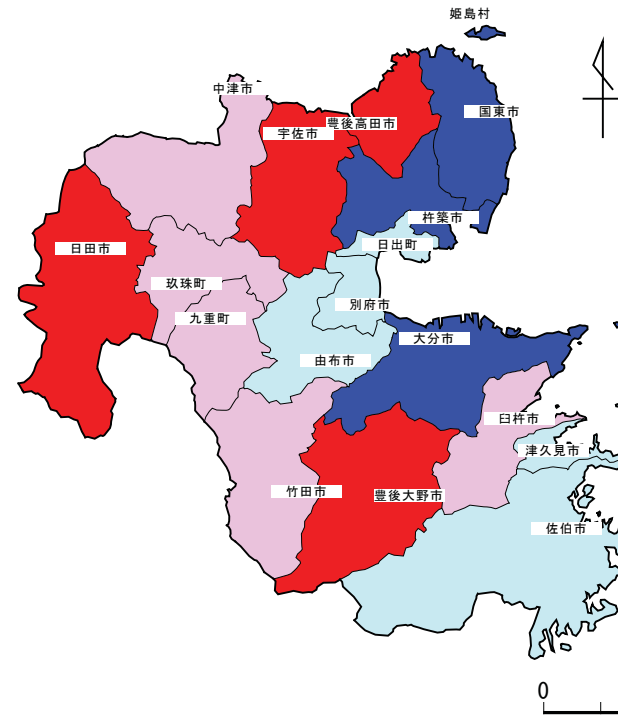 姫島村
中津市
国東市
豊後高田市
宇佐市
杵築市
日出町
日田市
玖珠町
別府市
九重町
大分市
由布市
臼杵市
津久見市
竹田市
豊後大野市
佐伯市
0